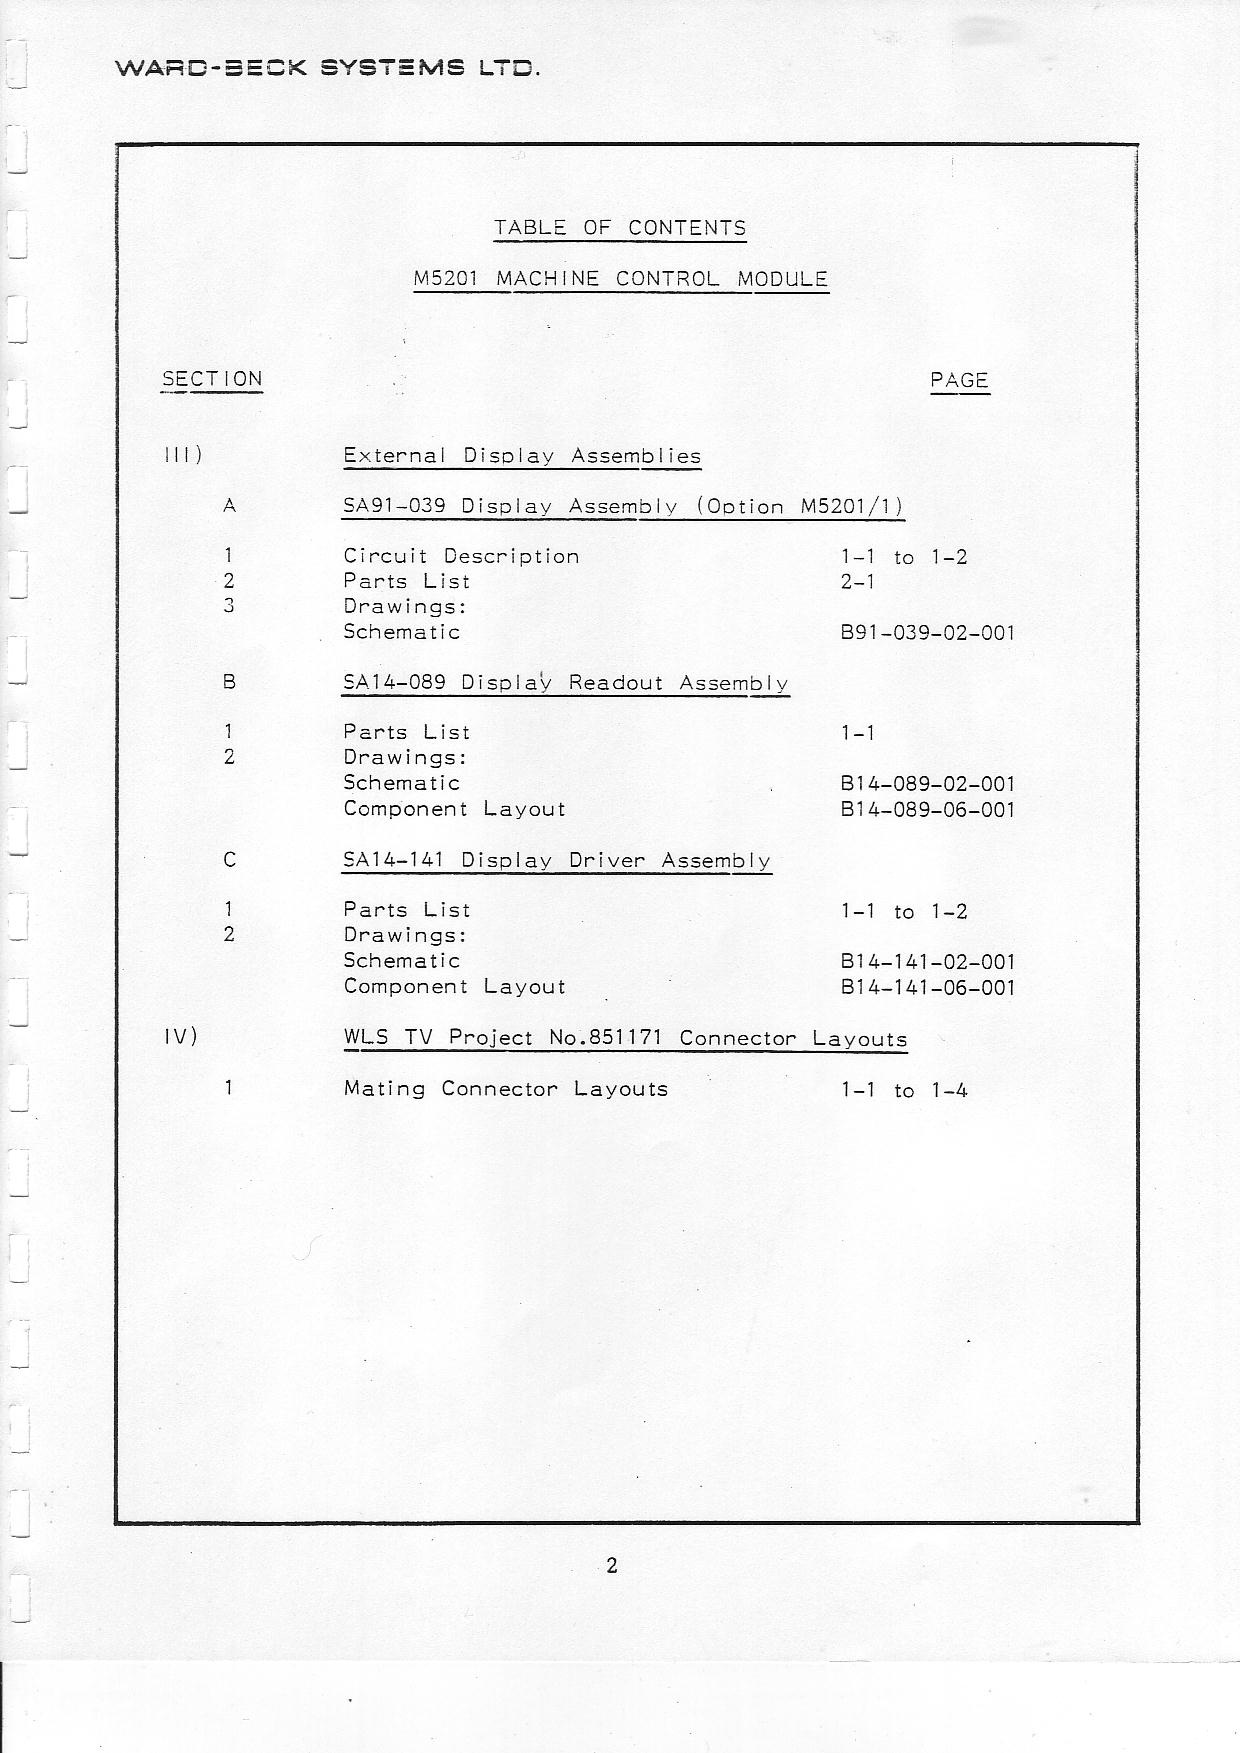 WARD-BECK SYSTEMS LTD.
TABLE OF CONTENTS
M5201 MACHINE CONTROL MODULE
SECTION PAGE
III) External Display Assemblies
A SA91-039 Display Assembly (Option M5201/1)
1 Circuit Description 1-1 to 1-2
2 Parts List 2-1
3 Drawings:
Schematic B91-039-02-001
B SA14-089 Display Readout Assembly
1 Parts List 1-1
2 Drawings:
Schematic B14-089-02-001
Component Layout B14-089-06-001
C SA14-141 Display Driver Assembly
1 Parts List 1-1 to 1-2
2 Drawings:
Schematic B14-141-02-001
Component Layout B14-141-06-001
IV) WLS TV Project No.851171 Connector Layouts
1 Mating Connector Layouts 1-1 to 1-4
2